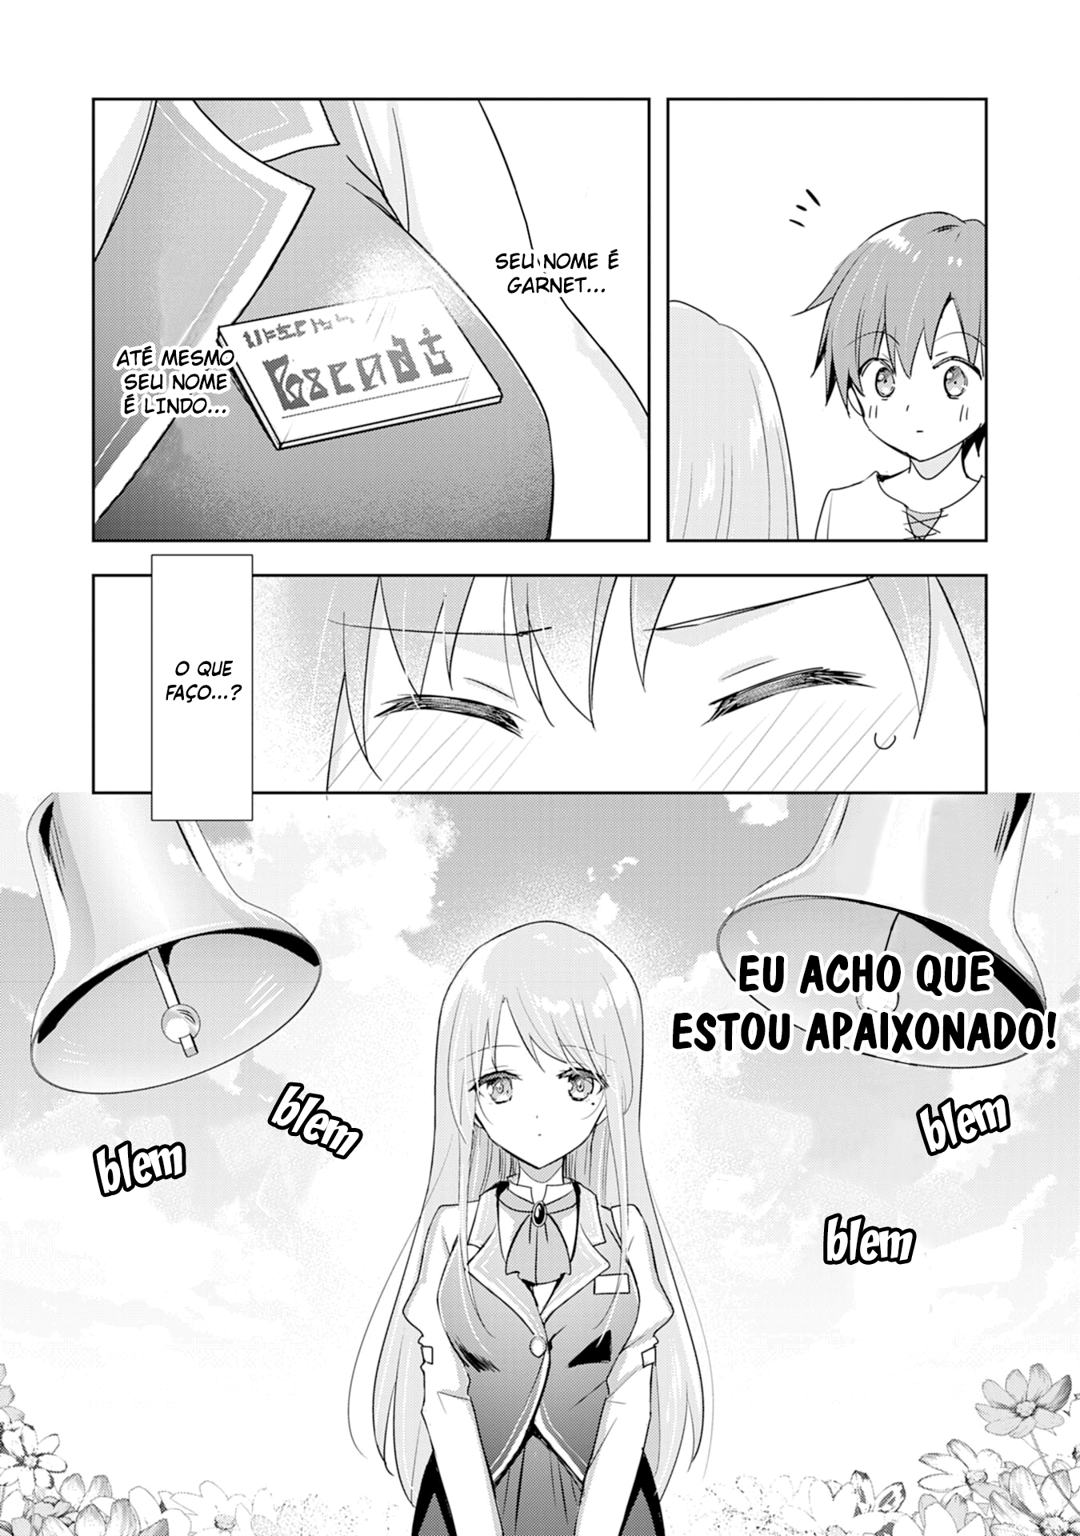 SEU NOME É
GARNET...
ATÉ MESMO
SEU NOME
É LINDO...
O QUE
FAÇO...?
EU ACHO QUE
ESTOU APAIXONADO!
blem
blem
blem
blem